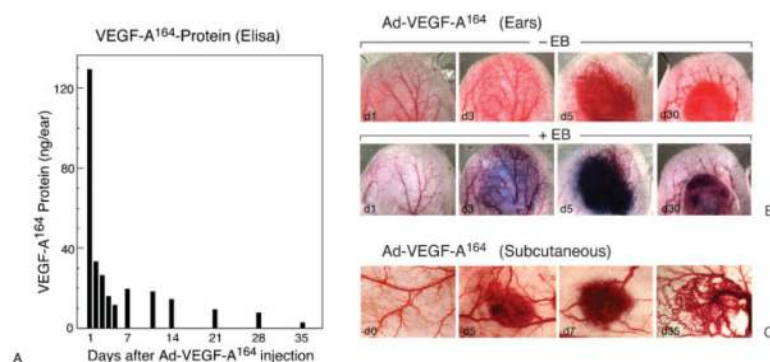 VEGF-A164-Protein (Elisa)
VEGF-A164 Protein (ng/ear)
120
80
40
0
1 7 14 21 28 35
Days after Ad-VEGF-A164 injection
A
Ad-VEGF-A164 (Ears)
– EB
d1 d3 d5 d30
+ EB
d1 d3 d5 d30
Ad-VEGF-A164 (Subcutaneous)
d0 d5 d7 d35
C